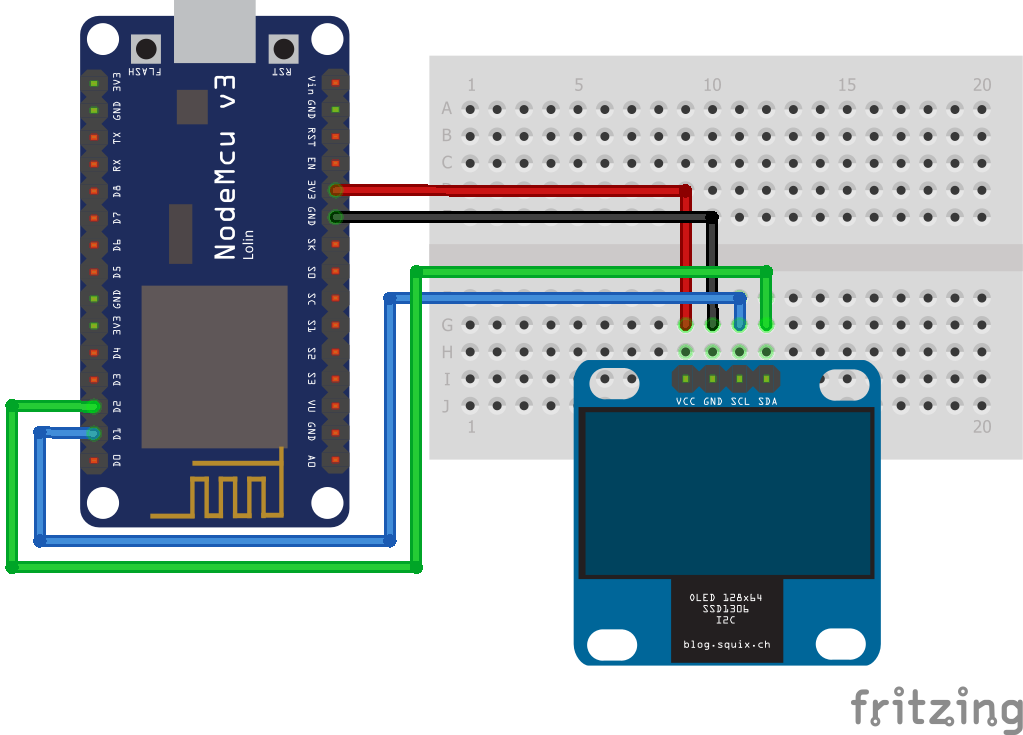 FLASH
RST
NodeMcu v3
Lolin
3V3
GND
TX
RX
D8
D7
D6
D5
GND
3V3
D4
D3
D2
D1
D0
Vin
GND
RST
EN
3V3
GND
SK
SO
SC
S1
S2
S3
VU
GND
A0
1 5 10 15 20
A
B
C
G
H
I
J
1 20
VCC GND SCL SDA
OLED 128x64
SSD1306
I2C
blog.squix.ch
fritzing